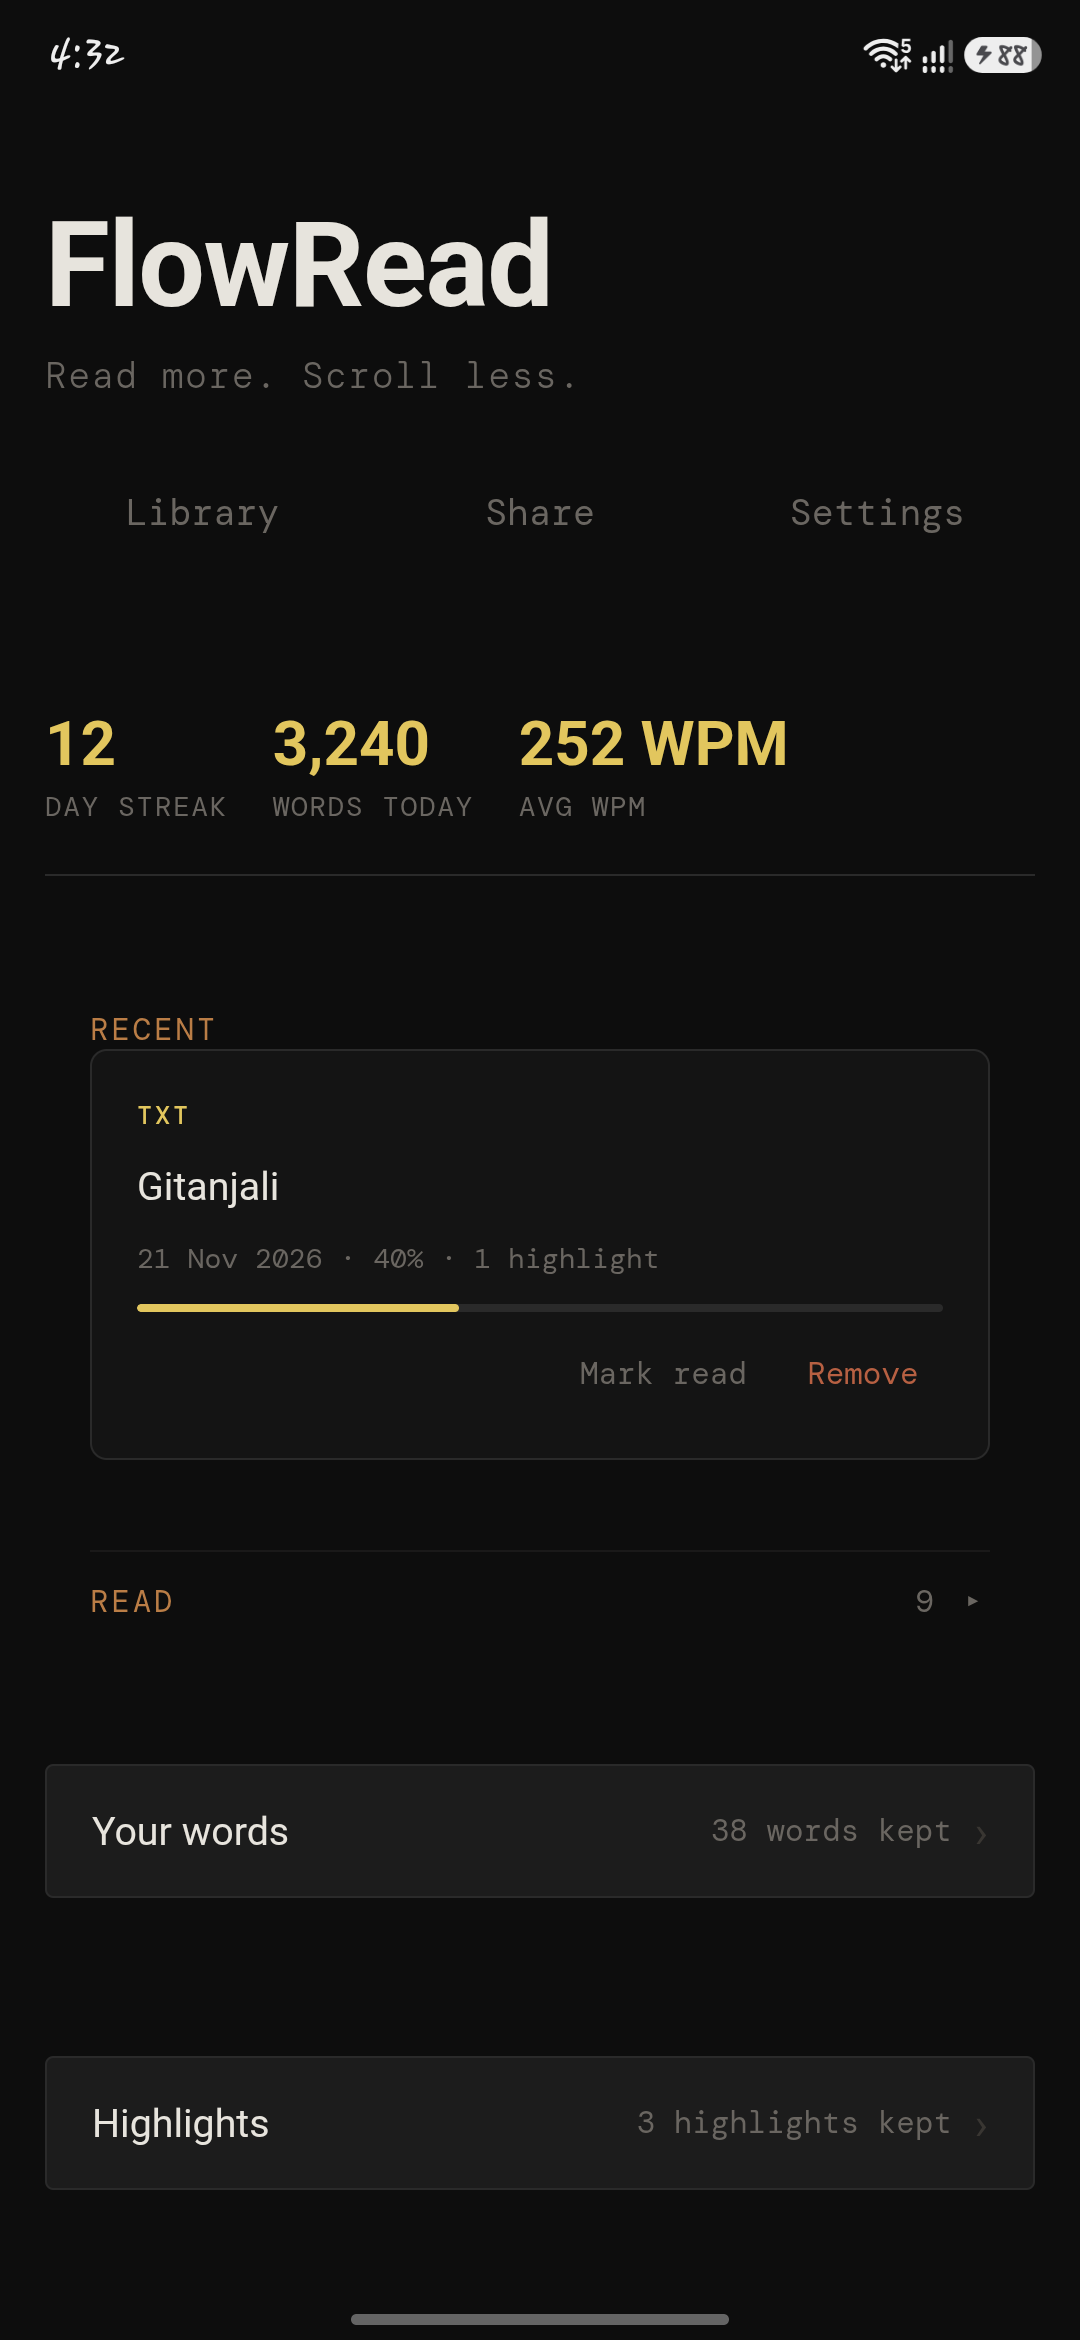 4:32 5 88
FlowRead
Read more. Scroll less.
Library Share Settings
12 3,240 252 WPM
DAY STREAK WORDS TODAY AVG WPM
RECENT
TXT
Gitanjali
21 Nov 2026 · 40% · 1 highlight
Mark read Remove
READ 9 ▸
Your words 38 words kept ›
Highlights 3 highlights kept ›